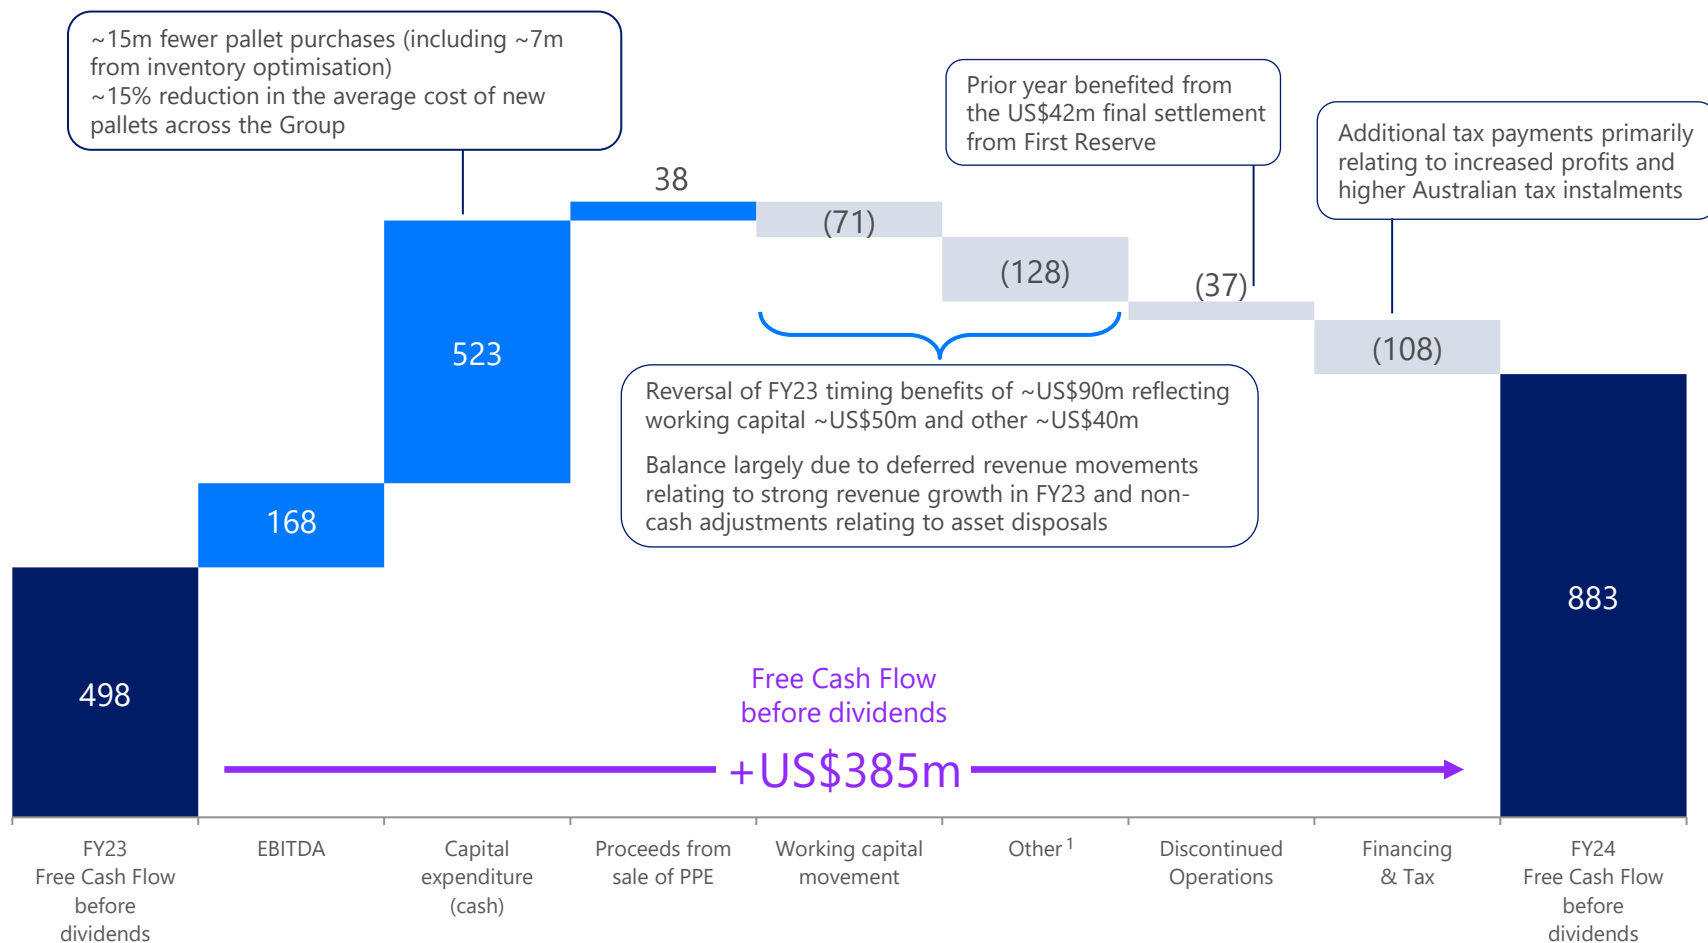 ~15m fewer pallet purchases (including ~7m
from inventory optimisation)
~15% reduction in the average cost of new
pallets across the Group
Prior year benefited from
the US$42m final settlement
from First Reserve
Additional tax payments primarily
relating to increased profits and
higher Australian tax instalments
38
(71)
(128)
(37)
(108)
523
168
498
883
Reversal of FY23 timing benefits of ~US$90m reflecting
working capital ~US$50m and other ~US$40m
Balance largely due to deferred revenue movements
relating to strong revenue growth in FY23 and non-
cash adjustments relating to asset disposals
Free Cash Flow
before dividends
+US$385m
FY23
Free Cash Flow
before
dividends
EBITDA
Capital
expenditure
(cash)
Proceeds from
sale of PPE
Working capital
movement
Other 1
Discontinued
Operations
Financing
& Tax
FY24
Free Cash Flow
before
dividends